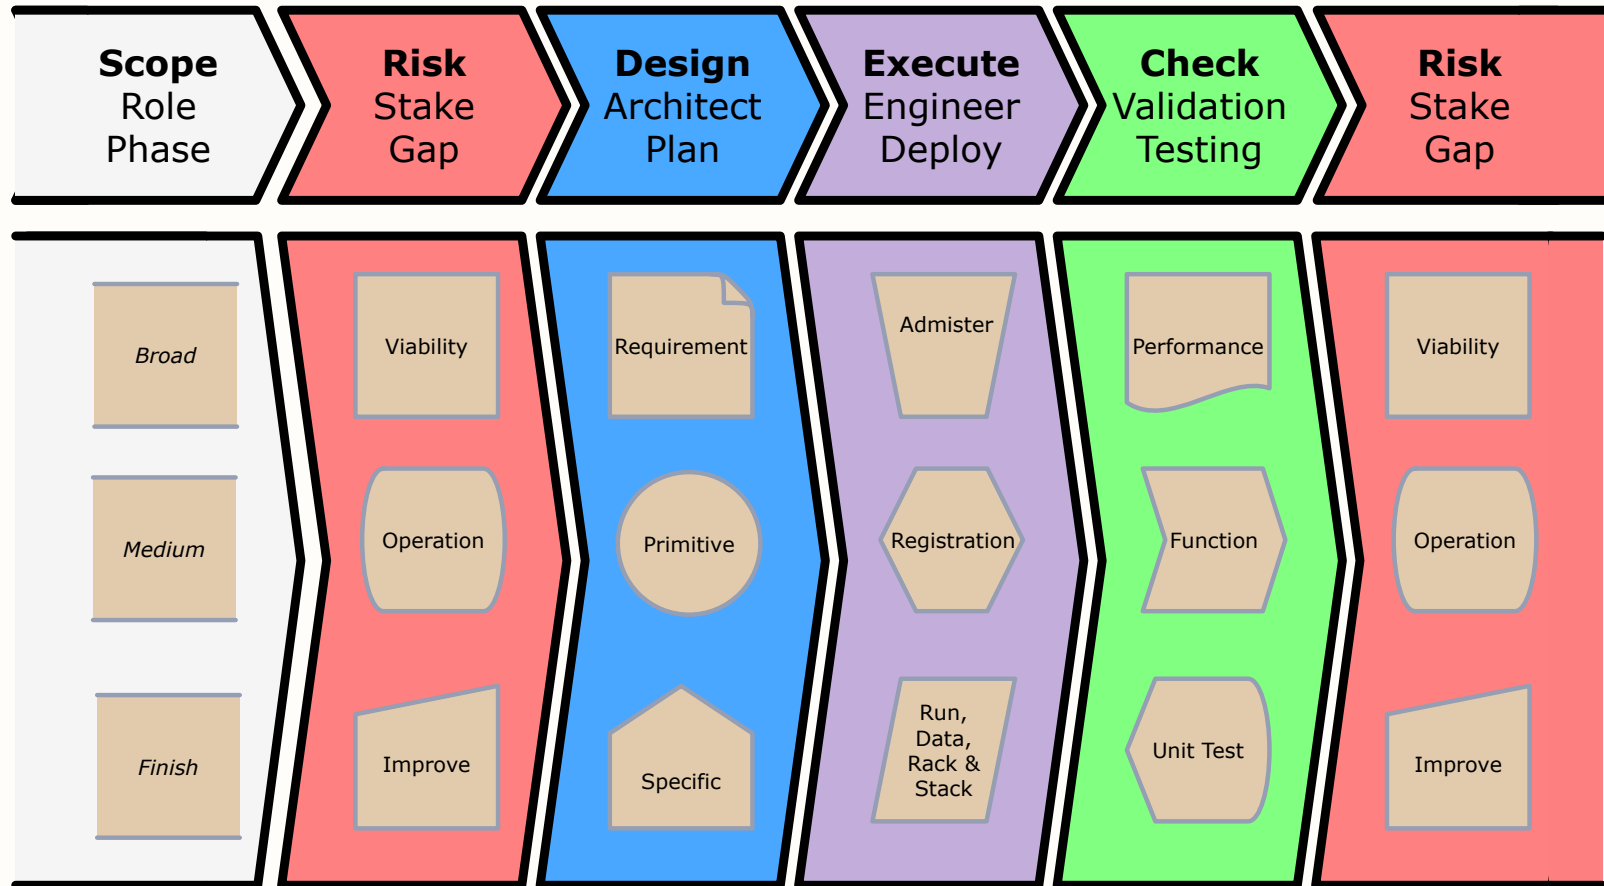 Scope
Role
Phase
Risk
Stake
Gap
Design
Architect
Plan
Execute
Engineer
Deploy
Check
Validation
Testing
Risk
Stake
Gap
Broad
Viability
Requirement
Admister
Performance
Viability
Medium
Operation
Primitive
Registration
Function
Operation
Finish
Improve
Specific
Run,
Data,
Rack &
Stack
Unit Test
Improve